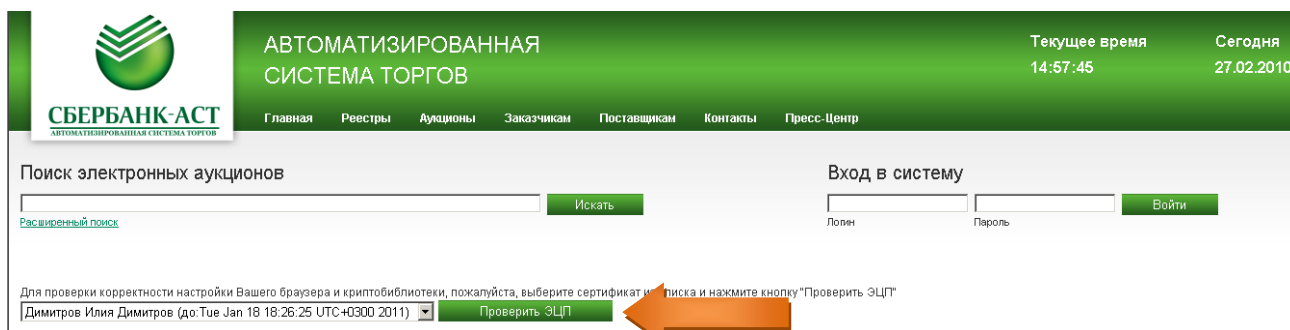 АВТОМАТИЗИРОВАННАЯ
СИСТЕМА ТОРГОВ
Текущее время
14:57:45
Сегодня
27.02.2010
СБЕРБАНК-АСТ
АВТОМАТИЗИРОВАННАЯ СИСТЕМА ТОРГОВ
Главная Реестры Аукционы Заказчикам Поставщикам Контакты Пресс-Центр
Поиск электронных аукционов
Искать
Расширенный поиск
Вход в систему
Войти
Логин Пароль
Для проверки корректности настройки Вашего браузера и криптобиблиотеки, пожалуйста, выберите сертификат и нажмите кнопку "Проверить ЭЦП"
Димитров Илия Димитров (до:Tue Jan 18 18:26:25 UTC+0300 2011) Проверить ЭЦП